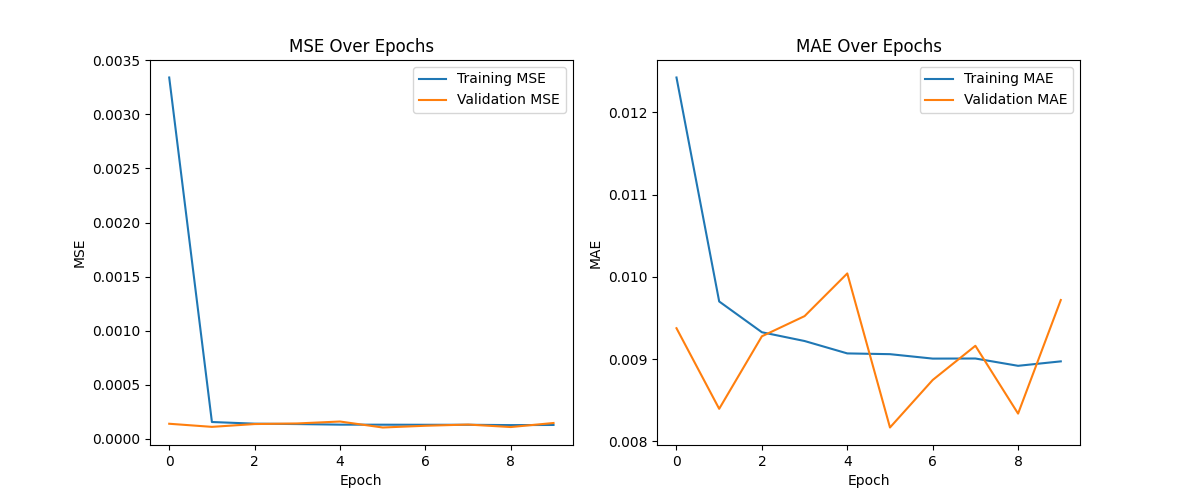 MSE Over Epochs
0.0035
0.0030
0.0025
0.0020
0.0015
0.0010
0.0005
0.0000
MSE
Training MSE
Validation MSE
0 2 4 6 8
Epoch
MAE Over Epochs
0.012
0.011
0.010
0.009
0.008
MAE
Training MAE
Validation MAE
0 2 4 6 8
Epoch